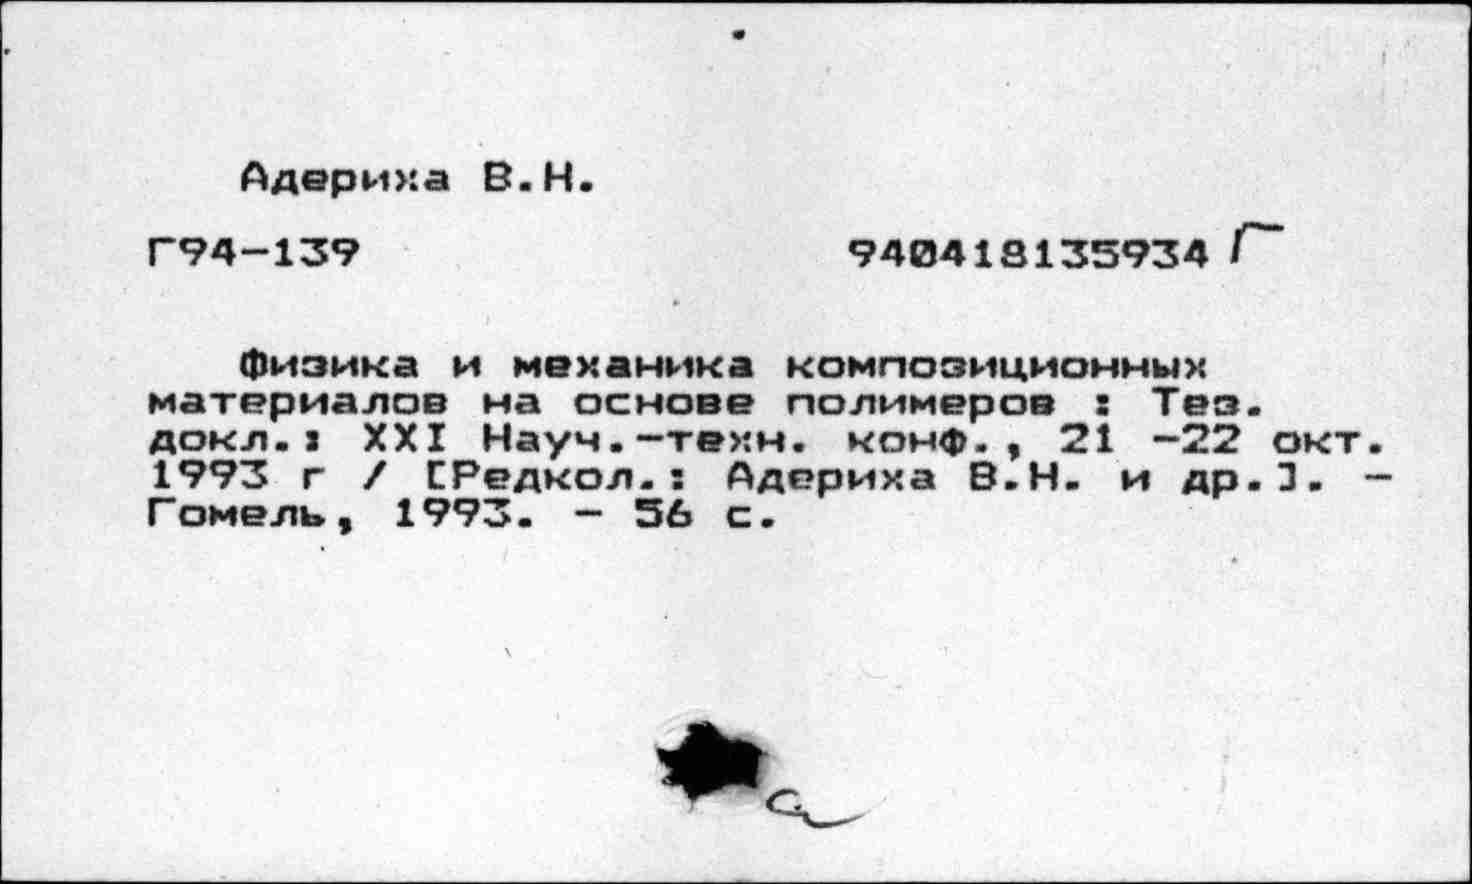 Адериха В.Н.
Г94-139 940418135934 Г
Физика и механика композиционных
материалов на основе полимеров : Тез.
докл.: XXI Науч.-техн. конф., 21 -22 окт.
1993 г / [Редкол.: Адериха В.Н. и др.]. -
Гомель, 1993. - 56 с.